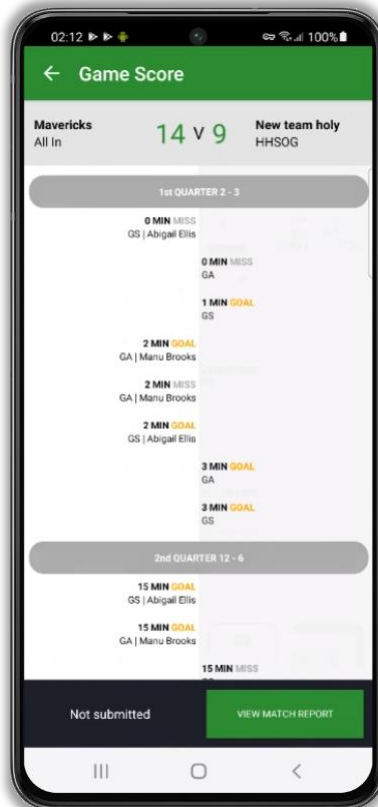 02:12 100%
Game Score
Mavericks
All In
14 v 9
New team holy
HHSOG
1st QUARTER 2 - 3
0 MIN MISS
GS | Abigail Ellis
0 MIN MISS
GA
1 MIN GOAL
GS
2 MIN GOAL
GA | Manu Brooks
2 MIN MISS
GA | Manu Brooks
2 MIN GOAL
GS | Abigail Ellis
3 MIN GOAL
GA
3 MIN GOAL
GS
2nd QUARTER 12 - 6
15 MIN GOAL
GS | Abigail Ellis
15 MIN GOAL
GA | Manu Brooks
15 MIN MISS
Not submitted
VIEW MATCH REPORT